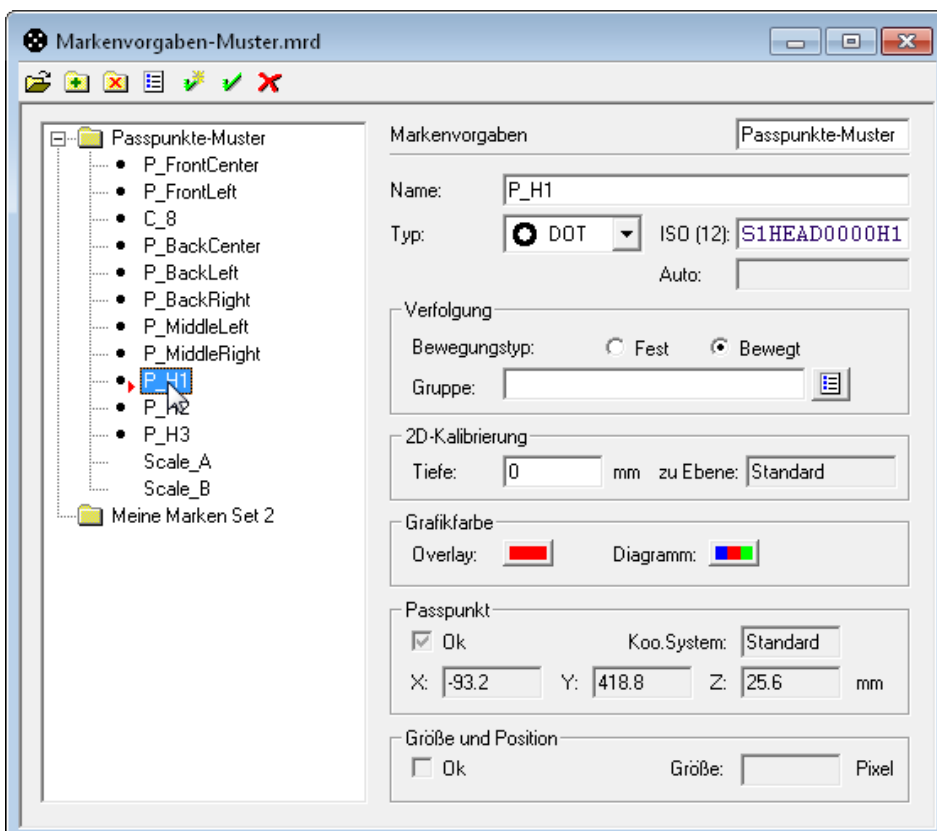 Markenvorgaben-Muster.mrd
Passpunkte-Muster
P_FrontCenter
P_FrontLeft
C_8
P_BackCenter
P_BackLeft
P_BackRight
P_MiddleLeft
P_MiddleRight
P_H1
P_H2
P_H3
Scale_A
Scale_B
Meine Marken Set 2
Markenvorgaben Passpunkte-Muster
Name: P_H1
Typ: DOT ISO (12): S1HEAD0000H1
Auto:
Verfolgung
Bewegungstyp: Fest Bewegt
Gruppe:
2D-Kalibrierung
Tiefe: 0 mm zu Ebene: Standard
Grafikfarbe
Overlay: Diagramm:
Passpunkt
Ok Koo.System: Standard
X: -93.2 Y: 418.8 Z: 25.6 mm
Größe und Position
Ok Größe: Pixel